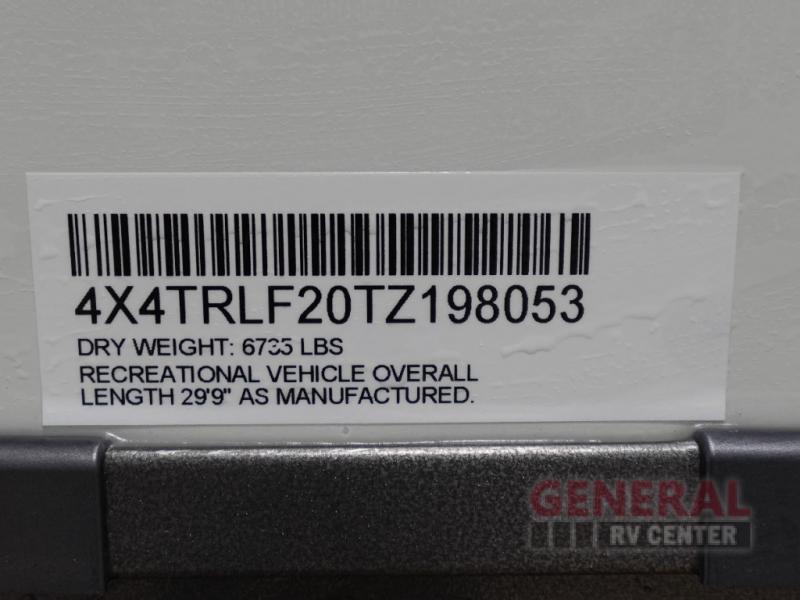 4X4TRLF20TZ198053
DRY WEIGHT: 6735 LBS
RECREATIONAL VEHICLE OVERALL
LENGTH 29'9" AS MANUFACTURED.
GENERAL
RV CENTER